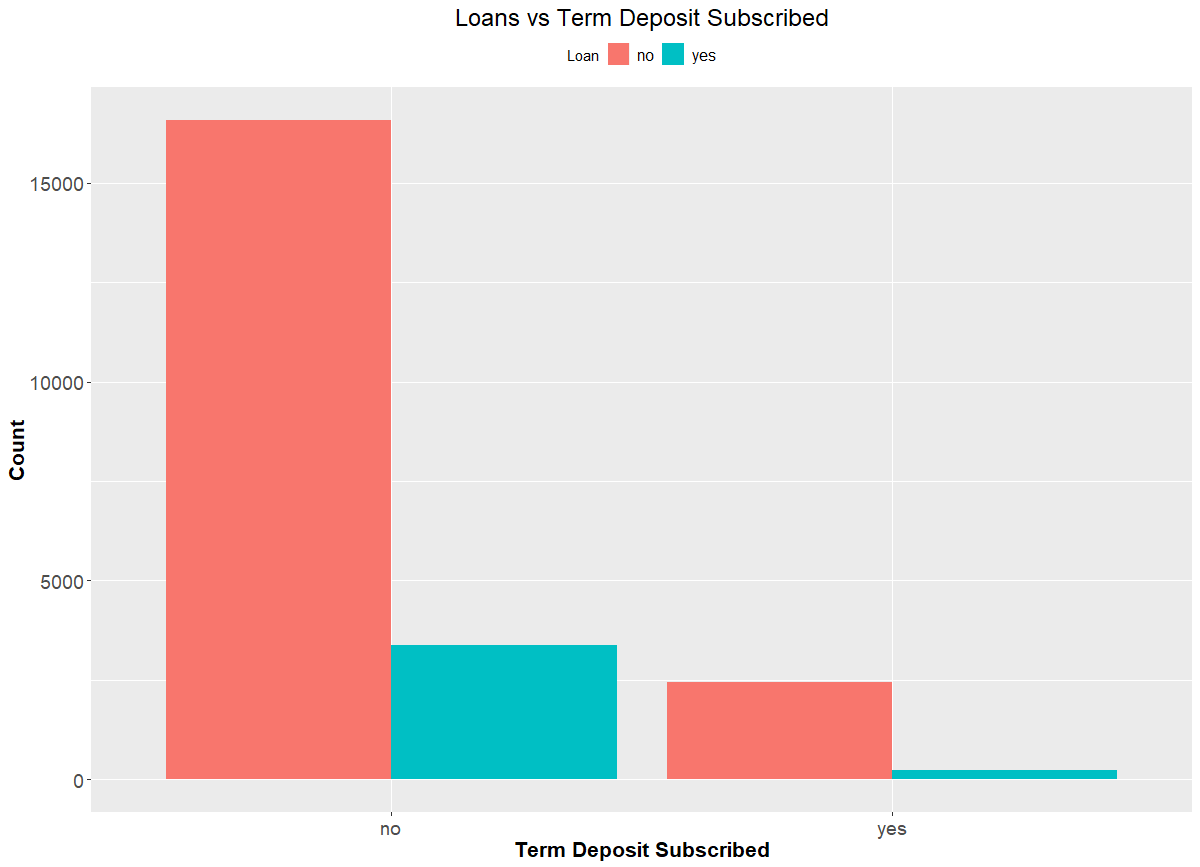 Loans vs Term Deposit Subscribed
Loan no yes
15000
10000
5000
0
Count
no yes
Term Deposit Subscribed